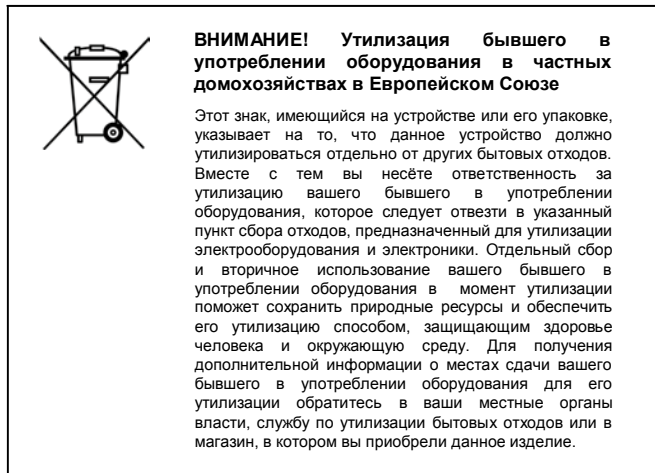 ВНИМАНИЕ! Утилизация бывшего в
употреблении оборудования в частных
домохозяйствах в Европейском Союзе
Этот знак, имеющийся на устройстве или его упаковке,
указывает на то, что данное устройство должно
утилизироваться отдельно от других бытовых отходов.
Вместе с тем вы несёте ответственность за
утилизацию вашего бывшего в употреблении
оборудования, которое следует отвезти в указанный
пункт сбора отходов, предназначенный для утилизации
электрооборудования и электроники. Отдельный сбор
и вторичное использование вашего бывшего в
употреблении оборудования в момент утилизации
поможет сохранить природные ресурсы и обеспечить
его утилизацию способом, защищающим здоровье
человека и окружающую среду. Для получения
дополнительной информации о местах сдачи вашего
бывшего в употреблении оборудования для его
утилизации обратитесь в ваши местные органы
власти, службу по утилизации бытовых отходов или в
магазин, в котором вы приобрели данное изделие.